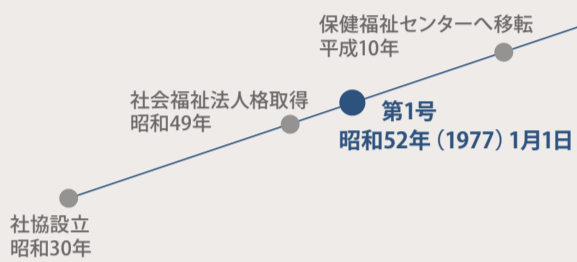 保健福祉センターへ移転
平成10年
社会福祉法人格取得
昭和49年
第1号
昭和52年(1977)1月1日
社協設立
昭和30年